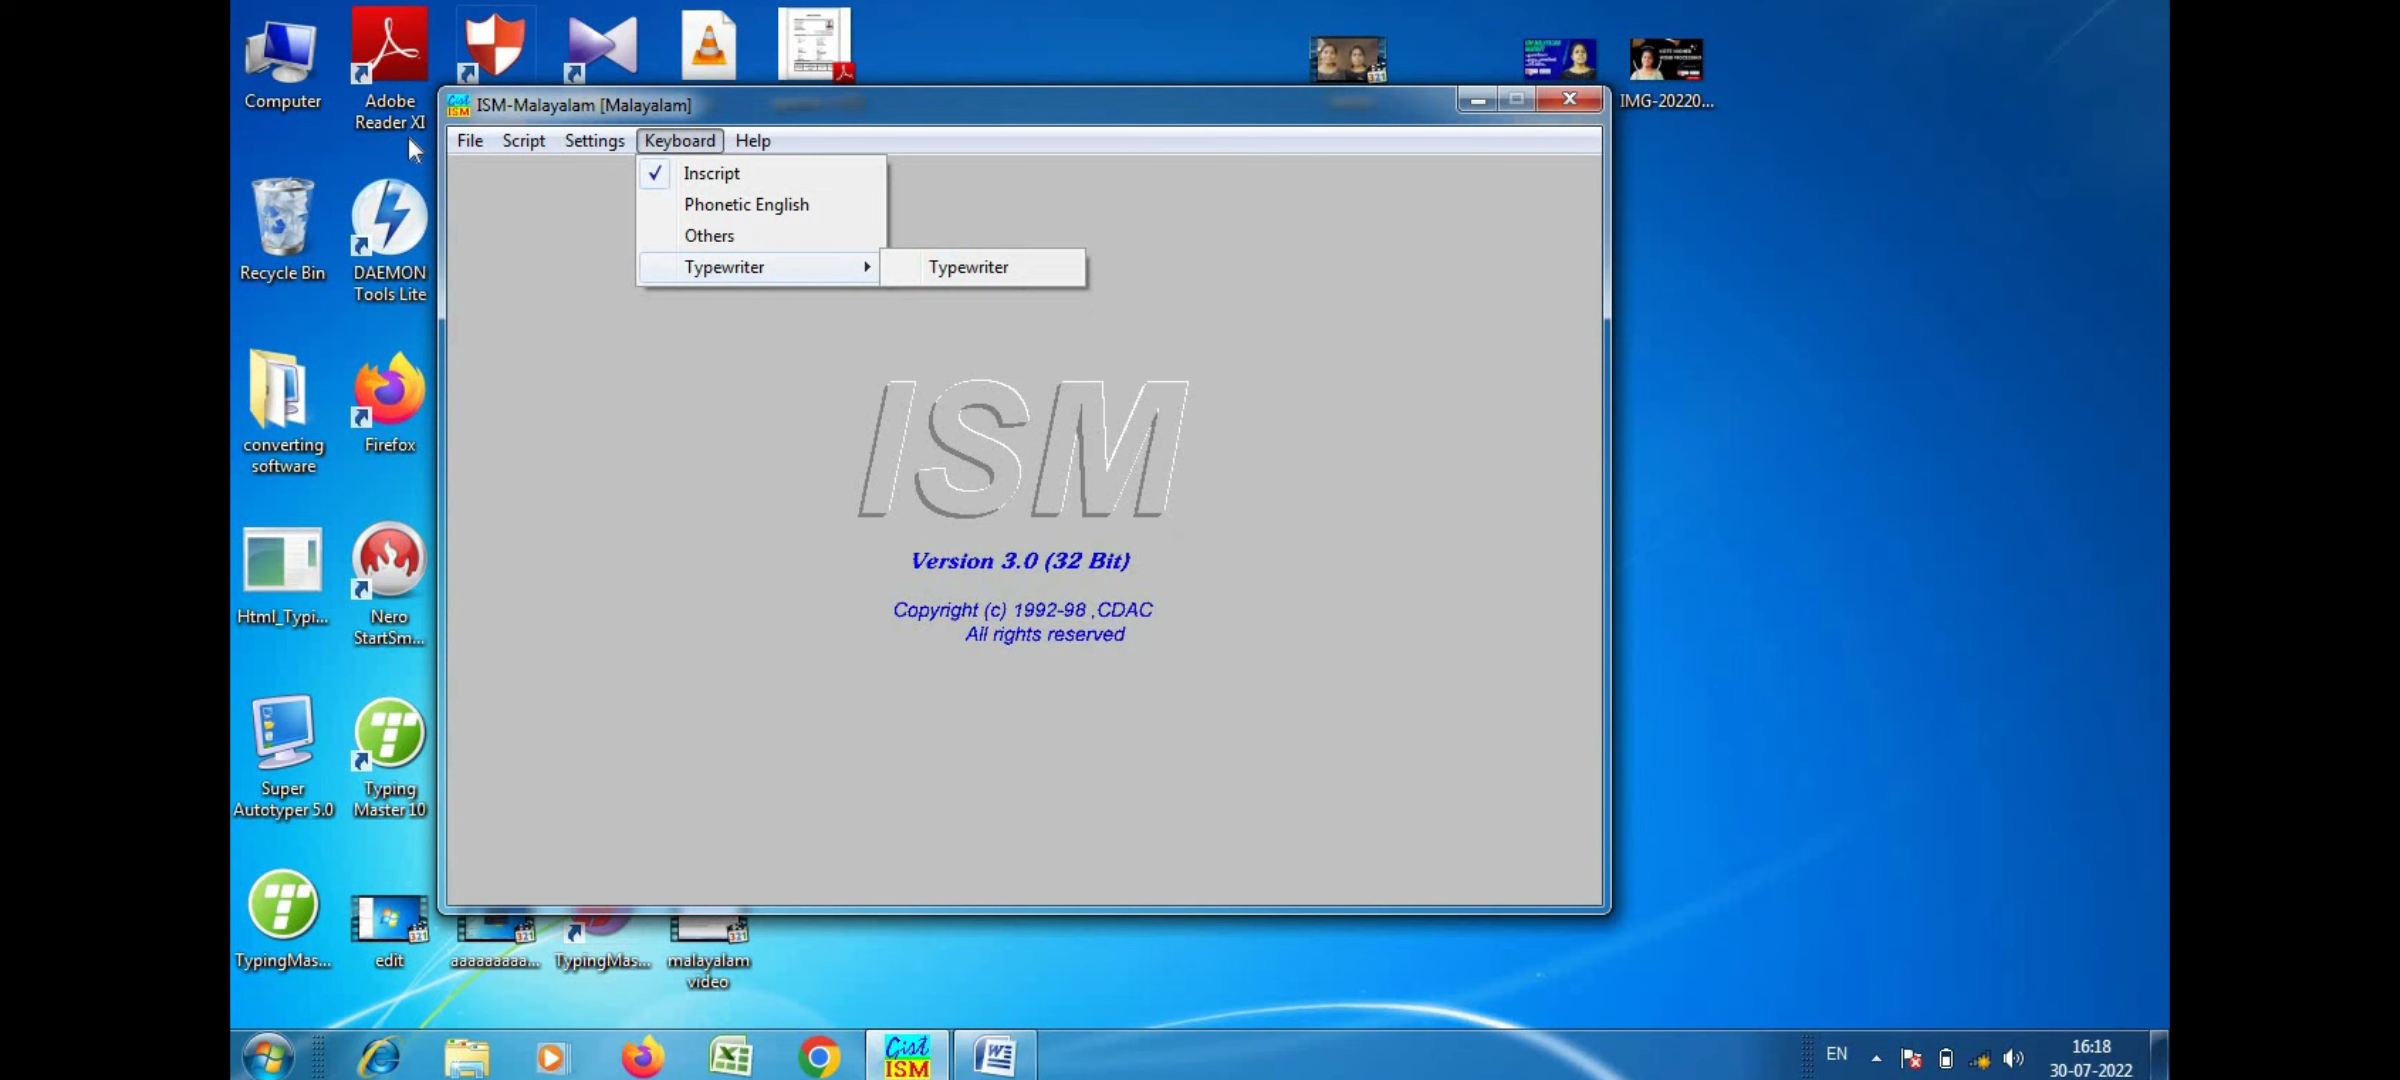 Computer
Adobe
Reader XI
IMG-20220...
ISM-Malayalam [Malayalam]
File Script Settings Keyboard Help
Inscript
Phonetic English
Others
Typewriter
Typewriter
Recycle Bin
DAEMON
Tools Lite
converting
software
Firefox
ISM
Version 3.0 (32 Bit)
Copyright (c) 1992-98 ,CDAC
All rights reserved
Html_Typi...
Nero
StartSm...
Super
Autotyper 5.0
Typing
Master 10
TypingMas...
edit
aaaaaaaaa...
TypingMas...
malayalam
video
Gist
ISM
EN
16:18
30-07-2022